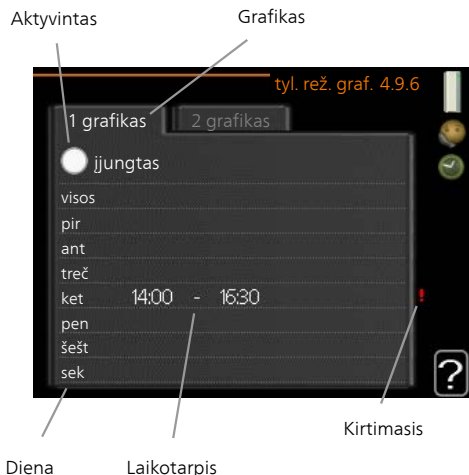 Aktyvintas
Grafikas
tyl. rež. graf. 4.9.6
1 grafikas
2 grafikas
įjungtas
visos
pir
ant
treč
ket 14:00 - 16:30
!
pen
šešt
sek
?
Kirtimasis
Diena
Laikotarpis